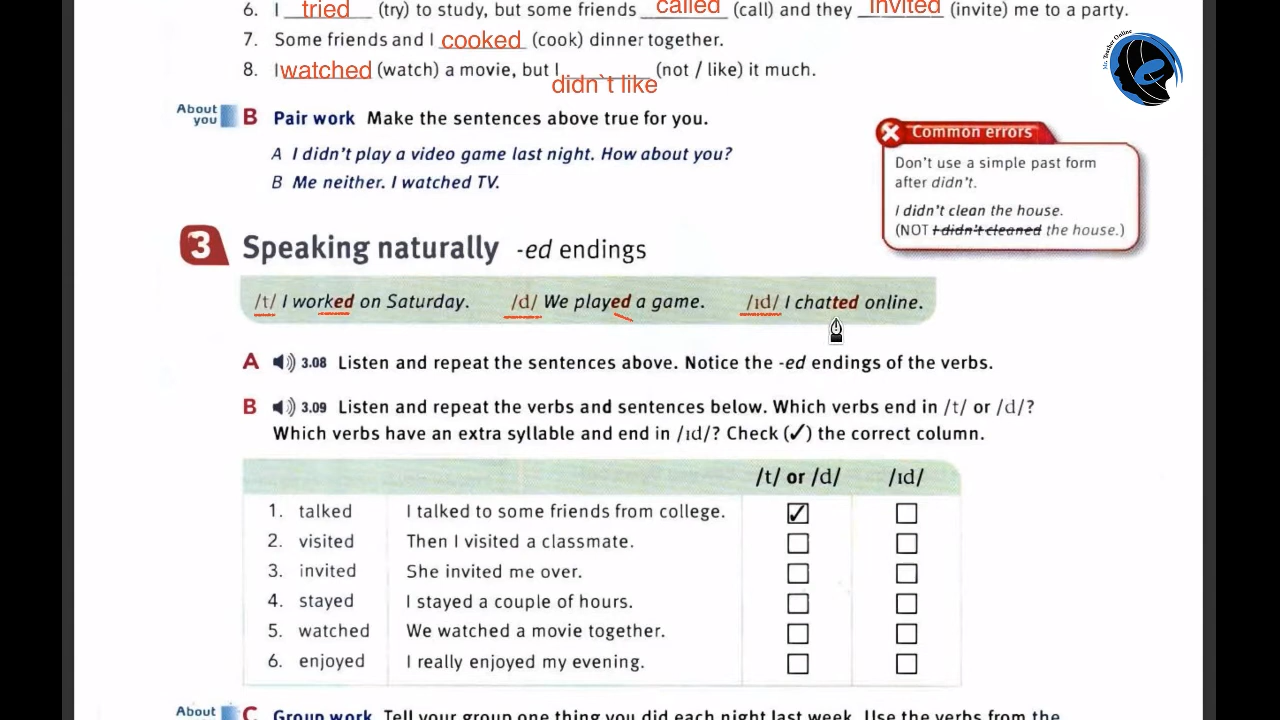 6. I tried (try) to study, but some friends called (call) and they invited (invite) me to a party.
7. Some friends and I cooked (cook) dinner together.
8. I watched (watch) a movie, but I didn`t like (not / like) it much.
Mr. Teacher Online
About you B Pair work Make the sentences above true for you.
A I didn't play a video game last night. How about you?
B Me neither. I watched TV.
Common errors
Don't use a simple past form
after didn't.
I didn't clean the house.
(NOT I didn't cleaned the house.)
3 Speaking naturally -ed endings
/t/ I worked on Saturday. /d/ We played a game. /ɪd/ I chatted online.
A 3.08 Listen and repeat the sentences above. Notice the -ed endings of the verbs.
B 3.09 Listen and repeat the verbs and sentences below. Which verbs end in /t/ or /d/?
Which verbs have an extra syllable and end in /ɪd/? Check (✓) the correct column.
/t/ or /d/ /ɪd/
1. talked I talked to some friends from college. ✓
2. visited Then I visited a classmate.
3. invited She invited me over.
4. stayed I stayed a couple of hours.
5. watched We watched a movie together.
6. enjoyed I really enjoyed my evening.
About C Group work Tell your group one thing you did each night last week. Use the verbs from the